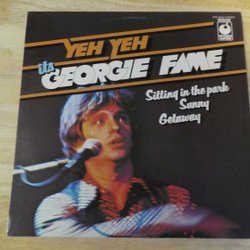 YEH YEH
its
GEORGIE FAME
Sitting in the park
Sunny
Getaway